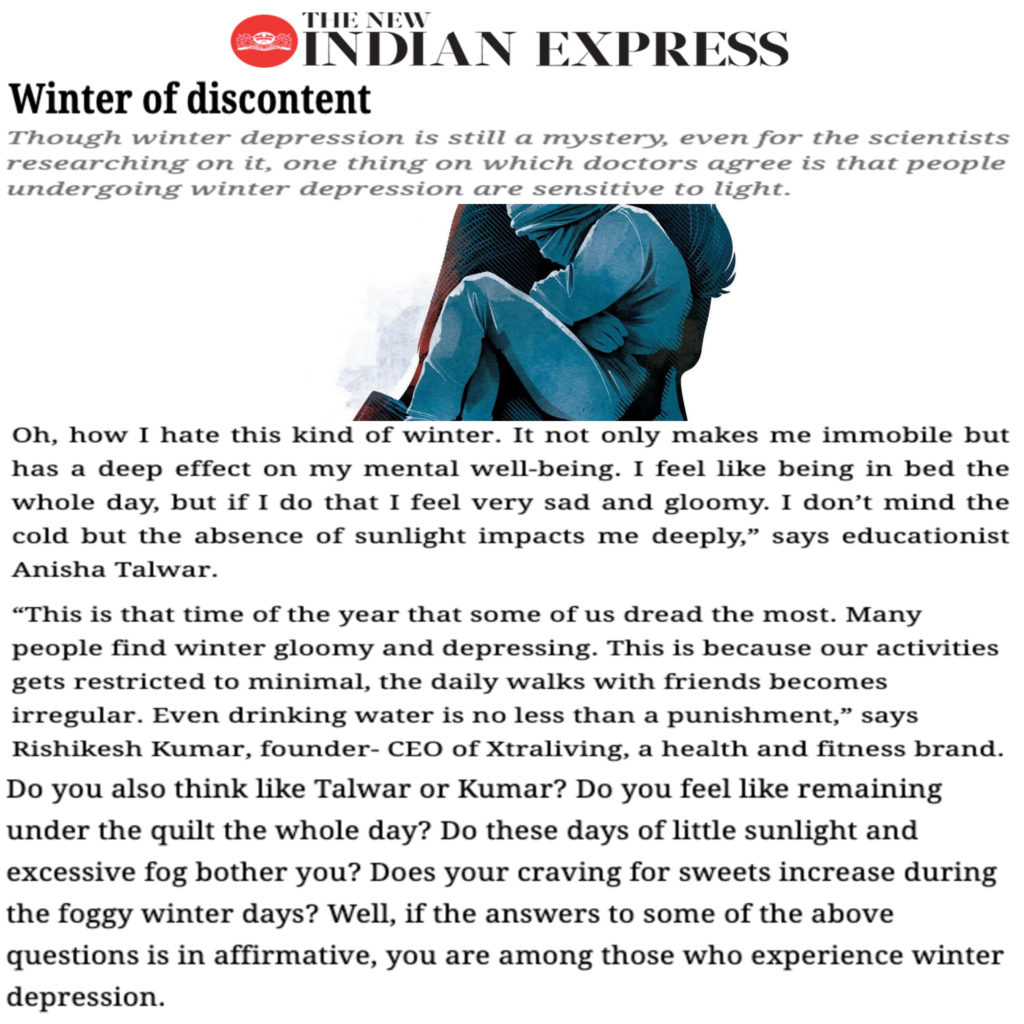 THE NEW
INDIAN EXPRESS
Winter of discontent
Though winter depression is still a mystery, even for the scientists
researching on it, one thing on which doctors agree is that people
undergoing winter depression are sensitive to light.
Oh, how I hate this kind of winter. It not only makes me immobile but
has a deep effect on my mental well-being. I feel like being in bed the
whole day, but if I do that I feel very sad and gloomy. I don’t mind the
cold but the absence of sunlight impacts me deeply,” says educationist
Anisha Talwar.
“This is that time of the year that some of us dread the most. Many
people find winter gloomy and depressing. This is because our activities
gets restricted to minimal, the daily walks with friends becomes
irregular. Even drinking water is no less than a punishment,” says
Rishikesh Kumar, founder- CEO of Xtraliving, a health and fitness brand.
Do you also think like Talwar or Kumar? Do you feel like remaining
under the quilt the whole day? Do these days of little sunlight and
excessive fog bother you? Does your craving for sweets increase during
the foggy winter days? Well, if the answers to some of the above
questions is in affirmative, you are among those who experience winter
depression.